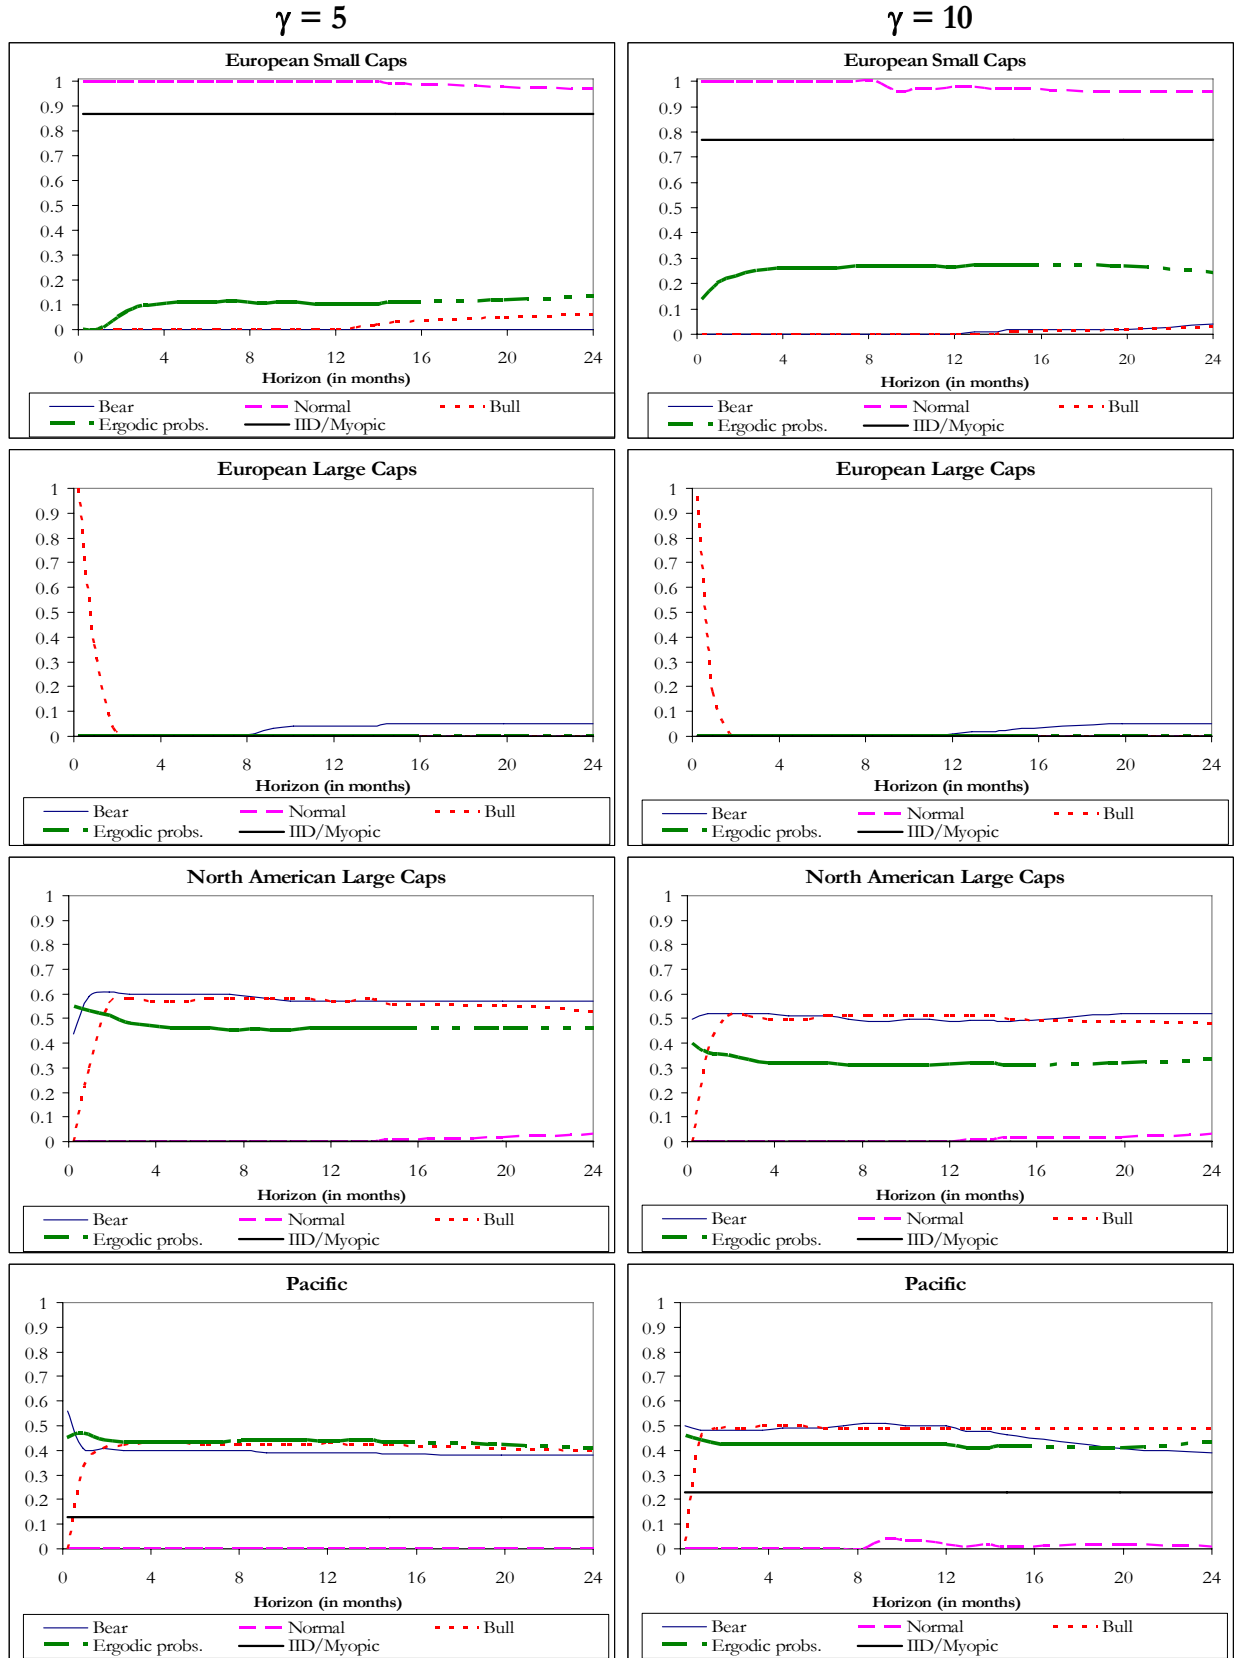 γ = 5 γ = 10
European Small Caps
1
0.9
0.8
0.7
0.6
0.5
0.4
0.3
0.2
0.1
0
0 4 8 12 16 20 24
Horizon (in months)
Bear Normal Bull
Ergodic probs. IID/Myopic
European Small Caps
1
0.9
0.8
0.7
0.6
0.5
0.4
0.3
0.2
0.1
0
0 4 8 12 16 20 24
Horizon (in months)
Bear Normal Bull
Ergodic probs. IID/Myopic
European Large Caps
1
0.9
0.8
0.7
0.6
0.5
0.4
0.3
0.2
0.1
0
0 4 8 12 16 20 24
Horizon (in months)
Bear Normal Bull
Ergodic probs. IID/Myopic
European Large Caps
1
0.9
0.8
0.7
0.6
0.5
0.4
0.3
0.2
0.1
0
0 4 8 12 16 20 24
Horizon (in months)
Bear Normal Bull
Ergodic probs. IID/Myopic
North American Large Caps
1
0.9
0.8
0.7
0.6
0.5
0.4
0.3
0.2
0.1
0
0 4 8 12 16 20 24
Horizon (in months)
Bear Normal Bull
Ergodic probs. IID/Myopic
North American Large Caps
1
0.9
0.8
0.7
0.6
0.5
0.4
0.3
0.2
0.1
0
0 4 8 12 16 20 24
Horizon (in months)
Bear Normal Bull
Ergodic probs. IID/Myopic
Pacific
1
0.9
0.8
0.7
0.6
0.5
0.4
0.3
0.2
0.1
0
0 4 8 12 16 20 24
Horizon (in months)
Bear Normal Bull
Ergodic probs. IID/Myopic
Pacific
1
0.9
0.8
0.7
0.6
0.5
0.4
0.3
0.2
0.1
0
0 4 8 12 16 20 24
Horizon (in months)
Bear Normal Bull
Ergodic probs. IID/Myopic